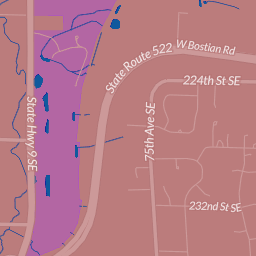 State Route 522
W Bostian Rd
224th St SE
State Hwy 9 SE
75th Ave SE
232nd St SE